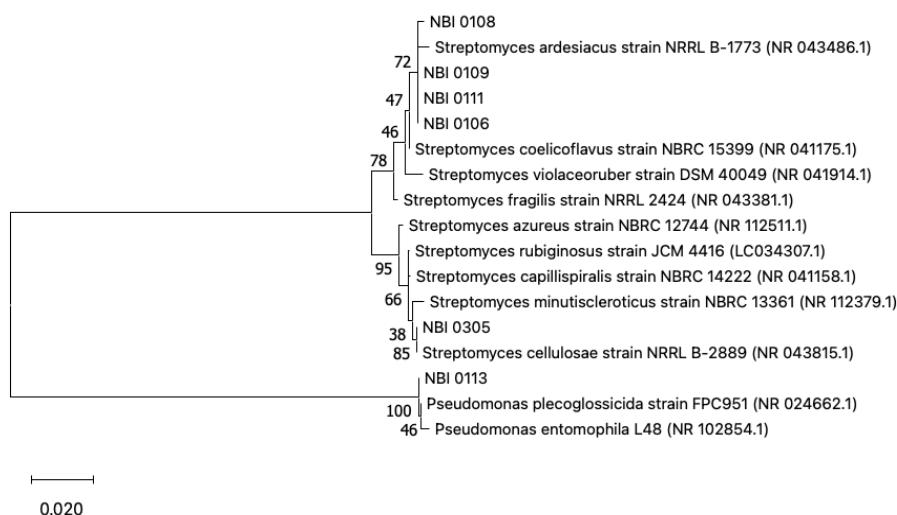 NBI 0108
Streptomyces ardesiacus strain NRRL B-1773 (NR 043486.1)
72
NBI 0109
47
NBI 0111
46
NBI 0106
78
Streptomyces coelicoflavus strain NBRC 15399 (NR 041175.1)
Streptomyces violaceoruber strain DSM 40049 (NR 041914.1)
Streptomyces fragilis strain NRRL 2424 (NR 043381.1)
Streptomyces azureus strain NBRC 12744 (NR 112511.1)
Streptomyces rubiginosus strain JCM 4416 (LC034307.1)
95
Streptomyces capillispiralis strain NBRC 14222 (NR 041158.1)
66
Streptomyces minutiscleroticus strain NBRC 13361 (NR 112379.1)
NBI 0305
38
85
Streptomyces cellulosae strain NRRL B-2889 (NR 043815.1)
NBI 0113
100
Pseudomonas plecoglossicida strain FPC951 (NR 024662.1)
46
Pseudomonas entomophila L48 (NR 102854.1)
0.020